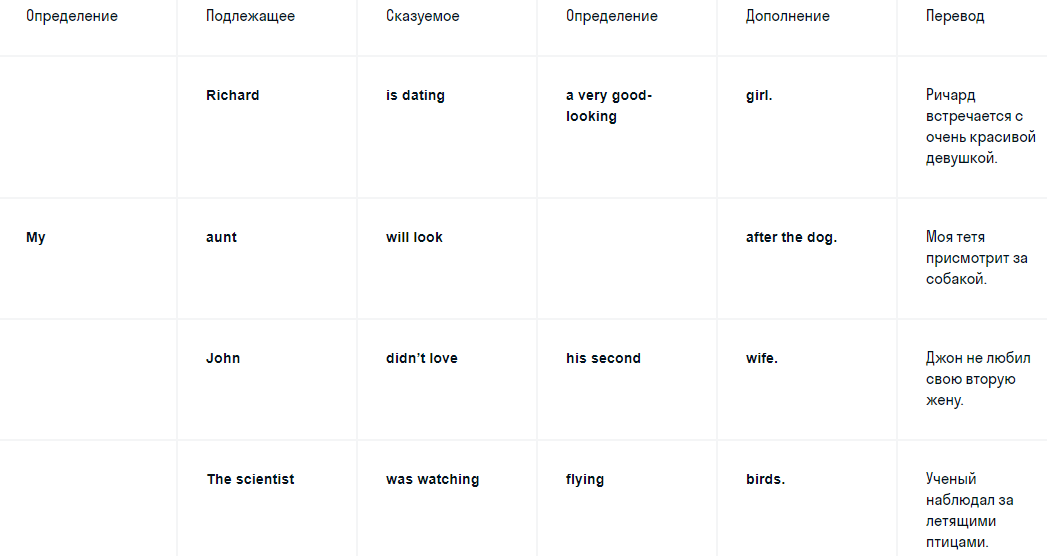 Определение Подлежащее Сказуемое Определение Дополнение Перевод
Richard is dating a very good- girl. Ричард
looking встречается с
очень красивой
девушкой.
My aunt will look after the dog. Моя тетя
присмотрит за
собакой.
John didn’t love his second wife. Джон не любил
свою вторую
жену.
The scientist was watching flying birds. Ученый
наблюдал за
летящими
птицами.